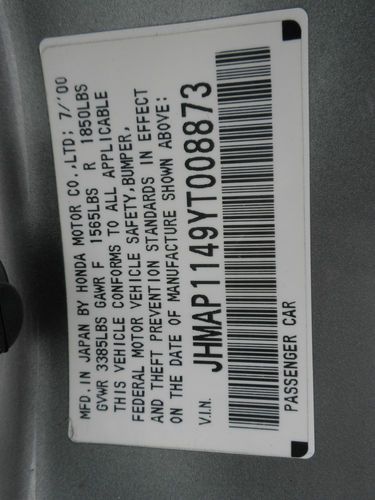 MFD. IN JAPAN BY HONDA MOTOR CO., LTD; 7/'00
GVWR 3385LBS GAWR F 1565LBS R 1850LBS
THIS VEHICLE CONFORMS TO ALL APPLICABLE
FEDERAL MOTOR VEHICLE SAFETY, BUMPER,
AND THEFT PREVENTION STANDARDS IN EFFECT
ON THE DATE OF MANUFACTURE SHOWN ABOVE:
V.I.N. JHMAP1149YT008873
PASSENGER CAR